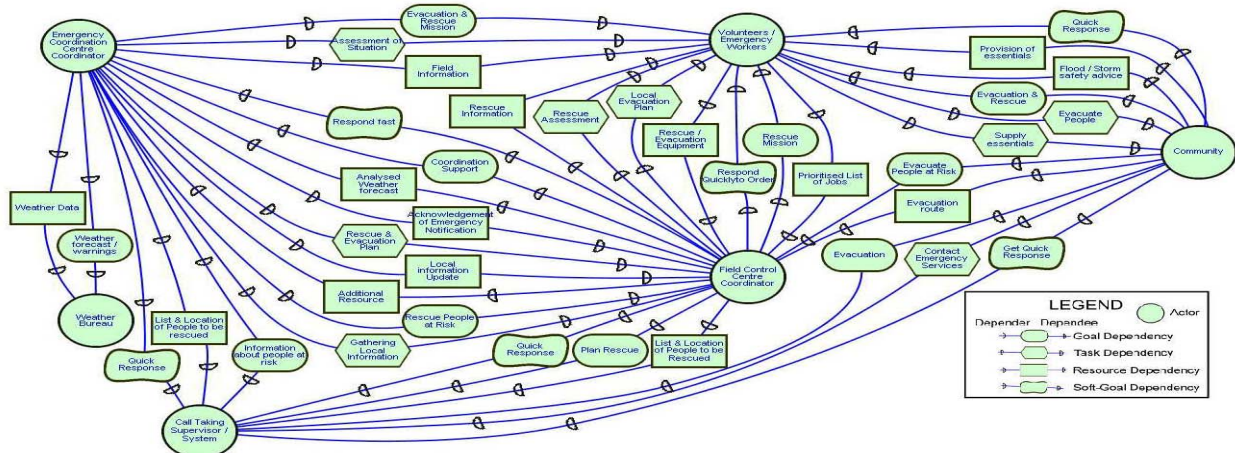 Emergency
Coordination
Centre
Coordinator
Evacuation &
Rescue
Mission
Assessment of
Situation
Field
Information
Volunteers /
Emergency
Workers
Quick
Response
Provision of
essentials
Flood / Storm
safety advice
Evacuation &
Rescue
Evacuate
People
Supply
essentials
Community
Respond fast
Rescue
Information
Rescue
Assessment
Local
Evacuation
Plan
Rescue /
Evacuation
Equipment
Rescue
Mission
Respond
Quicklyto Order
Prioritised List
of Jobs
Evacuate
People at Risk
Evacuation
route
Coordination
Support
Analysed
Weather
forecast
Acknowledgement
of Emergency
Notification
Rescue &
Evacuation
Plan
Local
information
Update
Additional
Resource
Rescue People
at Risk
Gathering
Local
Information
Weather Data
Weather
forecast /
warnings
Weather
Bureau
List & Location
of People to be
rescued
Quick
Response
Information
about people at
risk
Call Taking
Supervisor /
System
Field Control
Centre
Coordinator
Quick
Response
Plan Rescue
List & Location
of People to be
Rescued
Evacuation
Contact
Emergency
Services
Get Quick
Response
LEGEND
Actor
Depender Dependee
Goal Dependency
Task Dependency
Resource Dependency
Soft-Goal Dependency